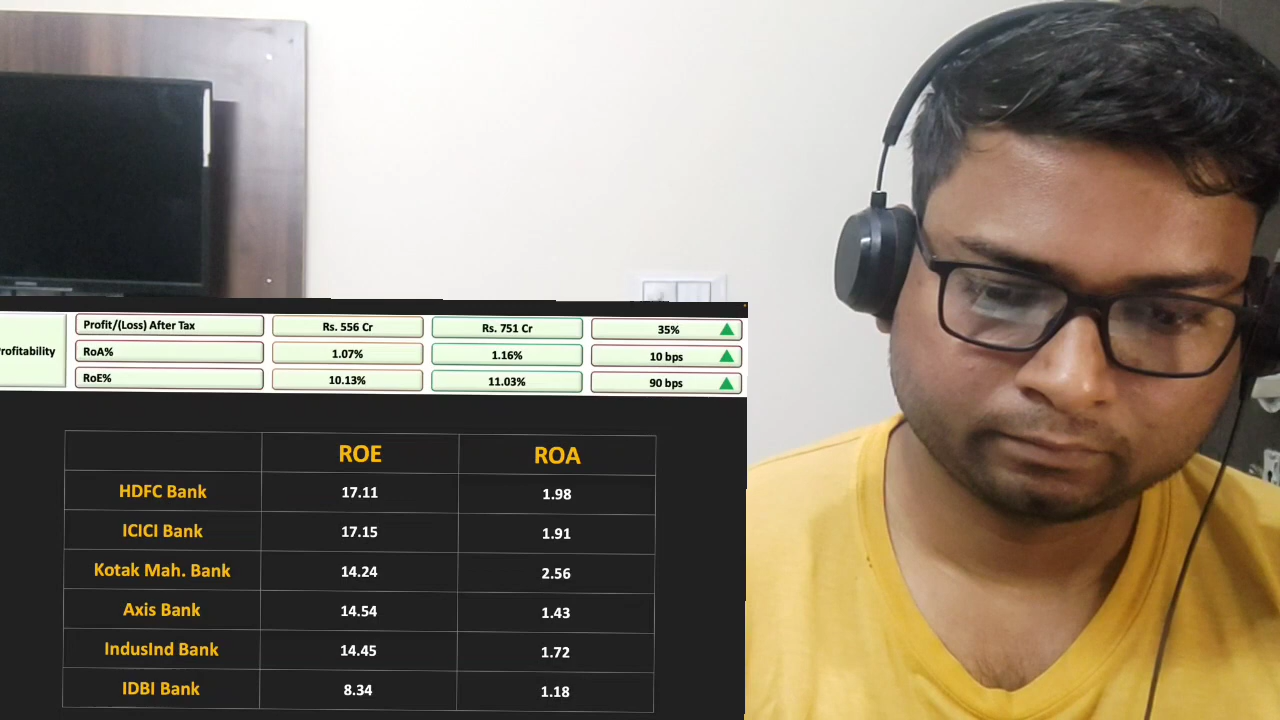 Profit/(Loss) After Tax Rs. 556 Cr Rs. 751 Cr 35%
RoA% 1.07% 1.16% 10 bps
RoE% 10.13% 11.03% 90 bps
ROE ROA
HDFC Bank 17.11 1.98
ICICI Bank 17.15 1.91
Kotak Mah. Bank 14.24 2.56
Axis Bank 14.54 1.43
IndusInd Bank 14.45 1.72
IDBI Bank 8.34 1.18